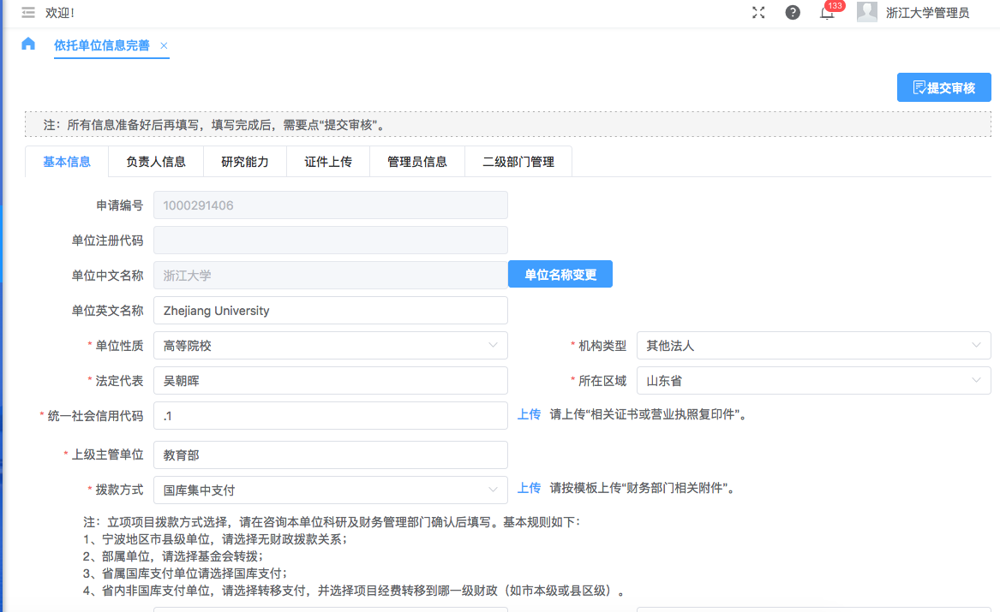 欢迎!
133
浙江大学管理员
依托单位信息完善 ×
提交审核
注：所有信息准备好后再填写，填写完成后，需要点“提交审核”。
基本信息 负责人信息 研究能力 证件上传 管理员信息 二级部门管理
申请编号 1000291406
单位注册代码
单位中文名称 浙江大学 单位名称变更
单位英文名称 Zhejiang University
* 单位性质 高等院校 * 机构类型 其他法人
* 法定代表 吴朝晖 * 所在区域 山东省
* 统一社会信用代码 .1 上传 请上传“相关证书或营业执照复印件”。
* 上级主管单位 教育部
* 拨款方式 国库集中支付 上传 请按模板上传“财务部门相关附件”。
注：立项项目拨款方式选择，请在咨询本单位科研及财务管理部门确认后填写。基本规则如下：
1、宁波地区市县级单位，请选择无财政拨款关系；
2、部属单位，请选择基金会转拨；
3、省属国库支付单位请选择国库支付；
4、省内非国库支付单位，请选择转移支付，并选择项目经费转移到哪一级财政（如市本级或县区级）。